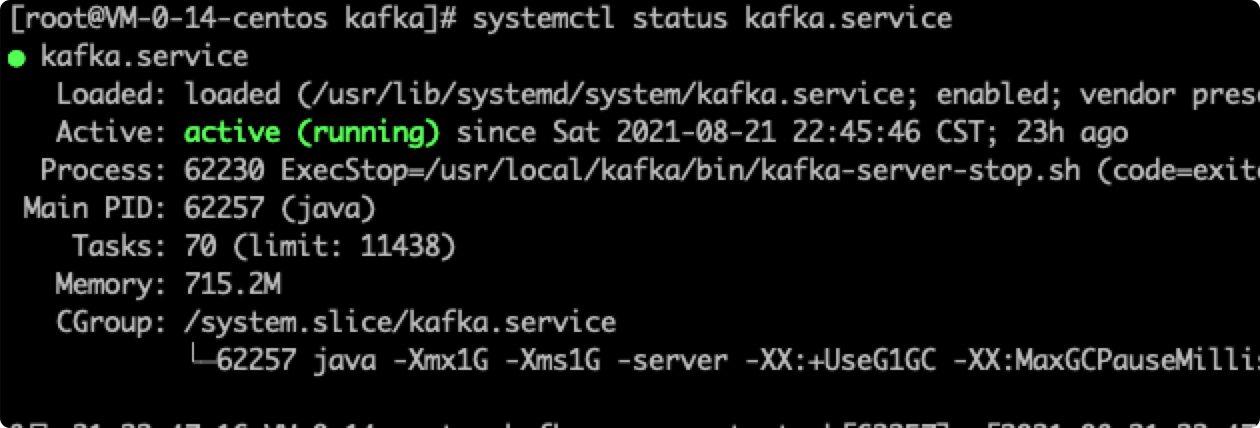 [root@VM-0-14-centos kafka]# systemctl status kafka.service
● kafka.service
Loaded: loaded (/usr/lib/systemd/system/kafka.service; enabled; vendor pres
Active: active (running) since Sat 2021-08-21 22:45:46 CST; 23h ago
Process: 62230 ExecStop=/usr/local/kafka/bin/kafka-server-stop.sh (code=exite
Main PID: 62257 (java)
Tasks: 70 (limit: 11438)
Memory: 715.2M
CGroup: /system.slice/kafka.service
└─62257 java -Xmx1G -Xms1G -server -XX:+UseG1GC -XX:MaxGCPauseMillis